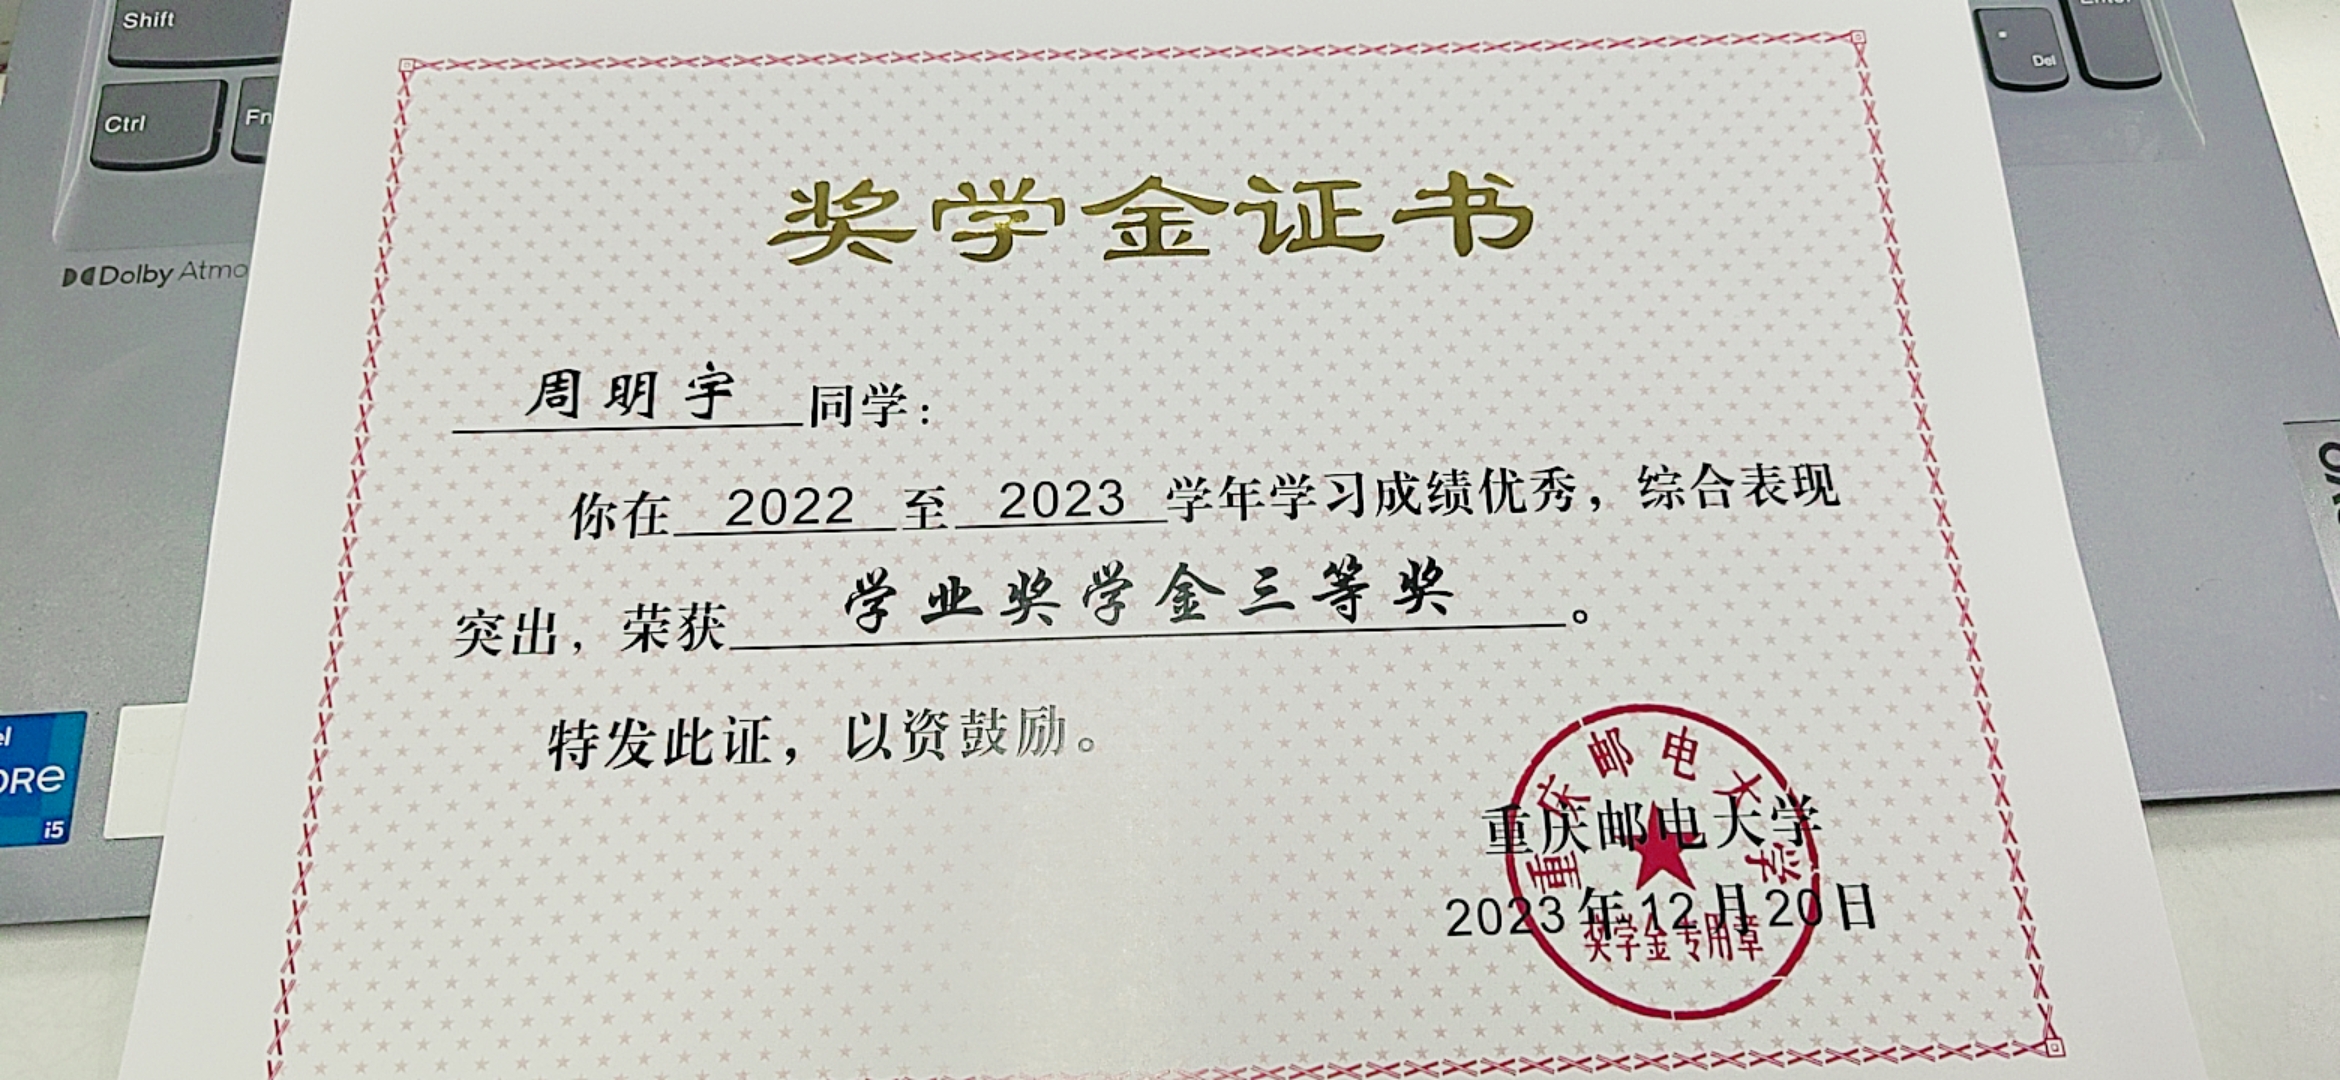 Shift
Ctrl
Fn
Del
Dolby Atmo
奖学金证书
周明宇同学：
你在 2022 至 2023 学年学习成绩优秀，综合表现
突出，荣获 学业奖学金三等奖 。
特发此证，以资鼓励。
重庆邮电大学
重庆邮电大学
2023年12月20日
奖学金专用章
i5